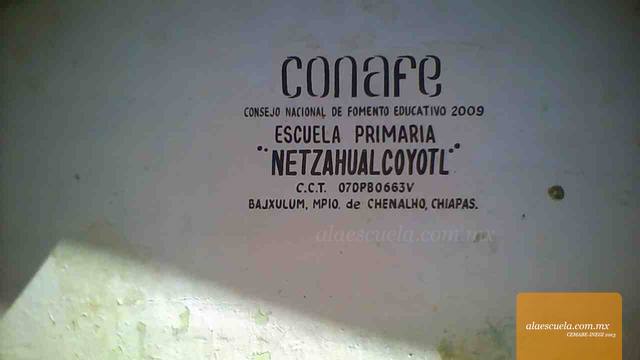 conafe
CONSEJO NACIONAL DE FOMENTO EDUCATIVO 2009
ESCUELA PRIMARIA
"NETZAHUALCOYOTL"
C.C.T. 07DPB0663V
BAJXULUM, MPIO. de CHENALHO, CHIAPAS.
alaescuela.com.mx
alaescuela.com.mx
CEMABE-INEGI 2013